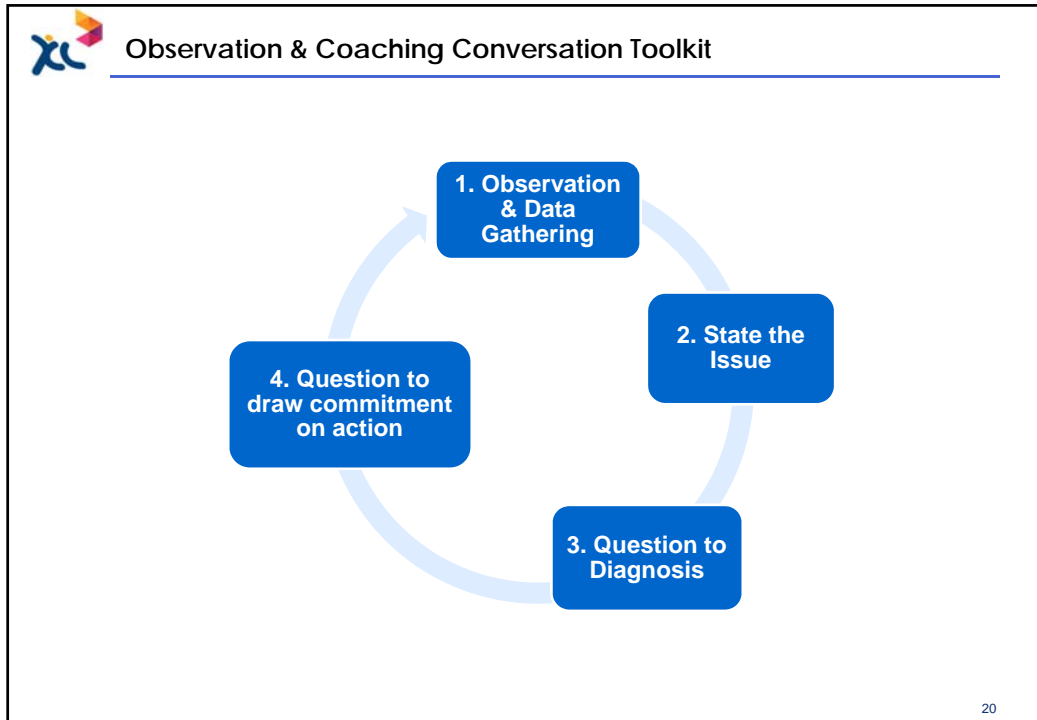 XL
Observation & Coaching Conversation Toolkit
1. Observation
& Data
Gathering
2. State the
Issue
3. Question to
Diagnosis
4. Question to
draw commitment
on action
20